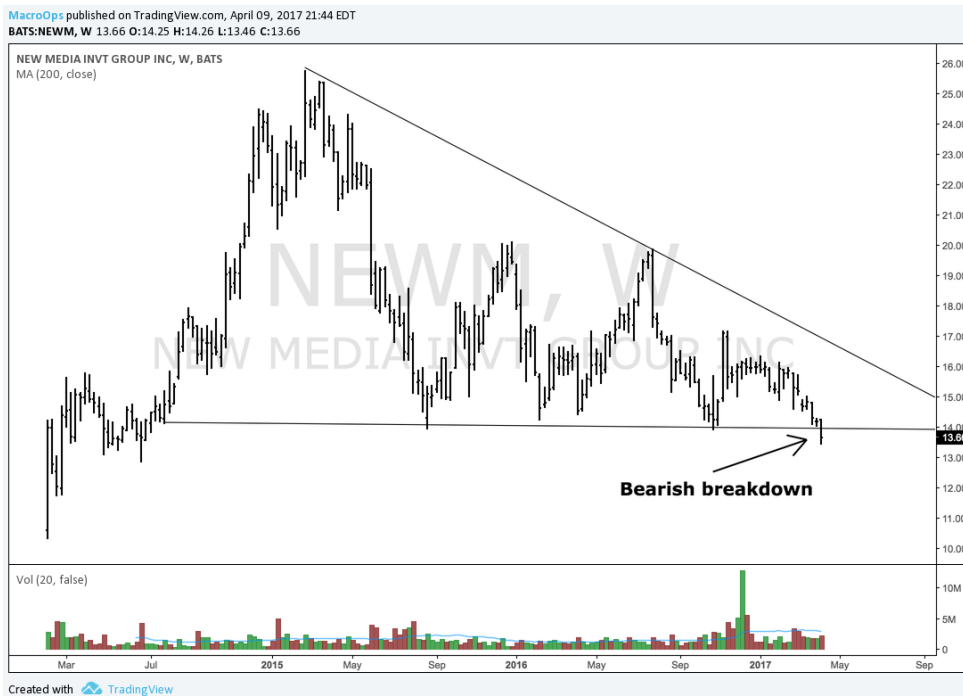 MacroOps published on TradingView.com, April 09, 2017 21:44 EDT
BATS:NEWM, W 13.66 O:14.25 H:14.26 L:13.46 C:13.66
NEW MEDIA INVT GROUP INC, W, BATS
MA (200, close)
26.00
25.00
24.00
23.00
22.00
21.00
20.00
19.00
18.00
17.00
16.00
15.00
14.00
13.66
13.00
12.00
11.00
10.00
NEWM, W
NEW MEDIA INVT GROUP INC
Bearish breakdown
Vol (20, false)
10M
5M
0
Mar Jul 2015 May Sep 2016 May Sep 2017 May Sep
Created with TradingView